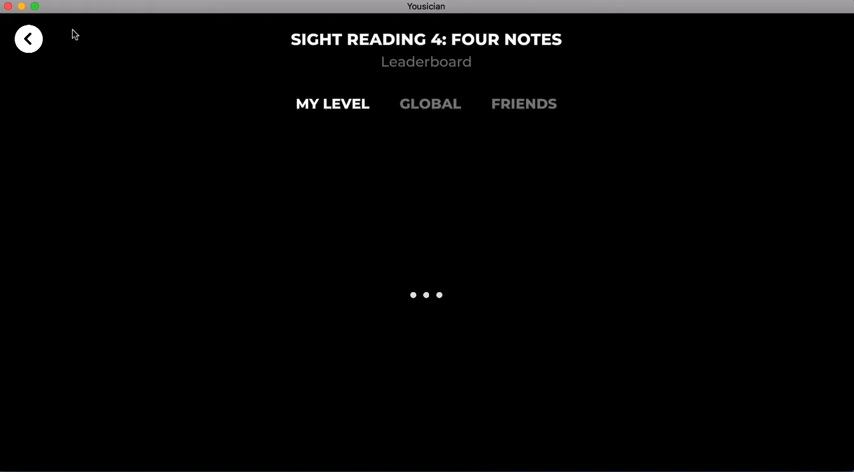 Yousician
SIGHT READING 4: FOUR NOTES
Leaderboard
MY LEVEL GLOBAL FRIENDS